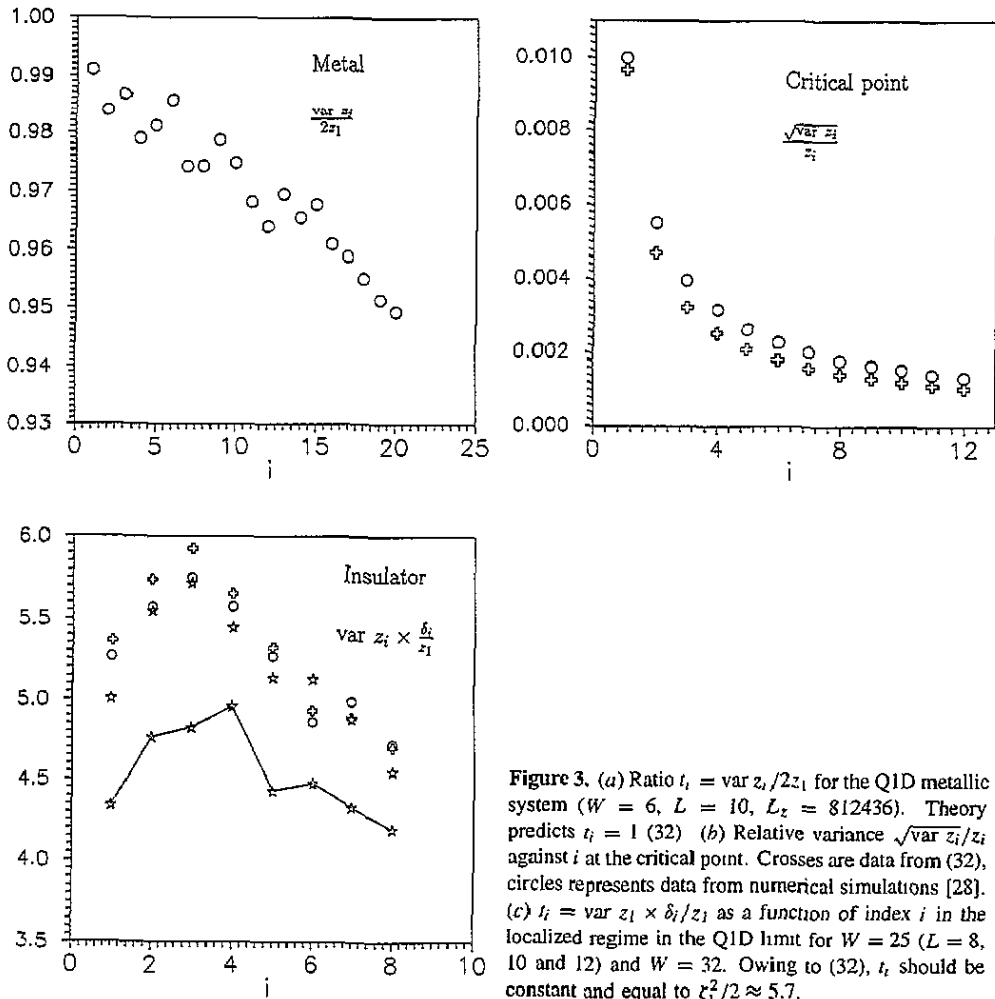 1.00
0.99
0.98
0.97
0.96
0.95
0.94
0.93
0 5 10 15 20 25
i
Metal
var z_i / 2z_1
0.010
0.008
0.006
0.004
0.002
0.000
0 4 8 12
i
Critical point
√var z_i / z_i
6.0
5.5
5.0
4.5
4.0
3.5
0 2 4 6 8 10
i
Insulator
var z_i × δ_i / z_1
Figure 3. (a) Ratio t_i = var z_i/2z_1 for the Q1D metallic
system (W = 6, L = 10, L_z = 812436). Theory
predicts t_i = 1 (32) (b) Relative variance √var z_i/z_i
against i at the critical point. Crosses are data from (32),
circles represents data from numerical simulations [28].
(c) t_i = var z_1 × δ_i/z_1 as a function of index i in the
localized regime in the Q1D limit for W = 25 (L = 8,
10 and 12) and W = 32. Owing to (32), t_i should be
constant and equal to ζ_1^2/2 ≈ 5.7.